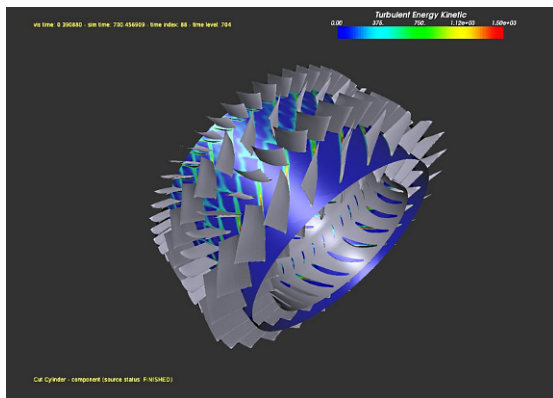 vis time: 0.390880 - sim time: 700.456909 - time index: 88 - time level: 704
Turbulent Energy Kinetic
0.00 375. 750. 1.12e+03 1.50e+03
Cut Cylinder - component (source status: FINISHED)